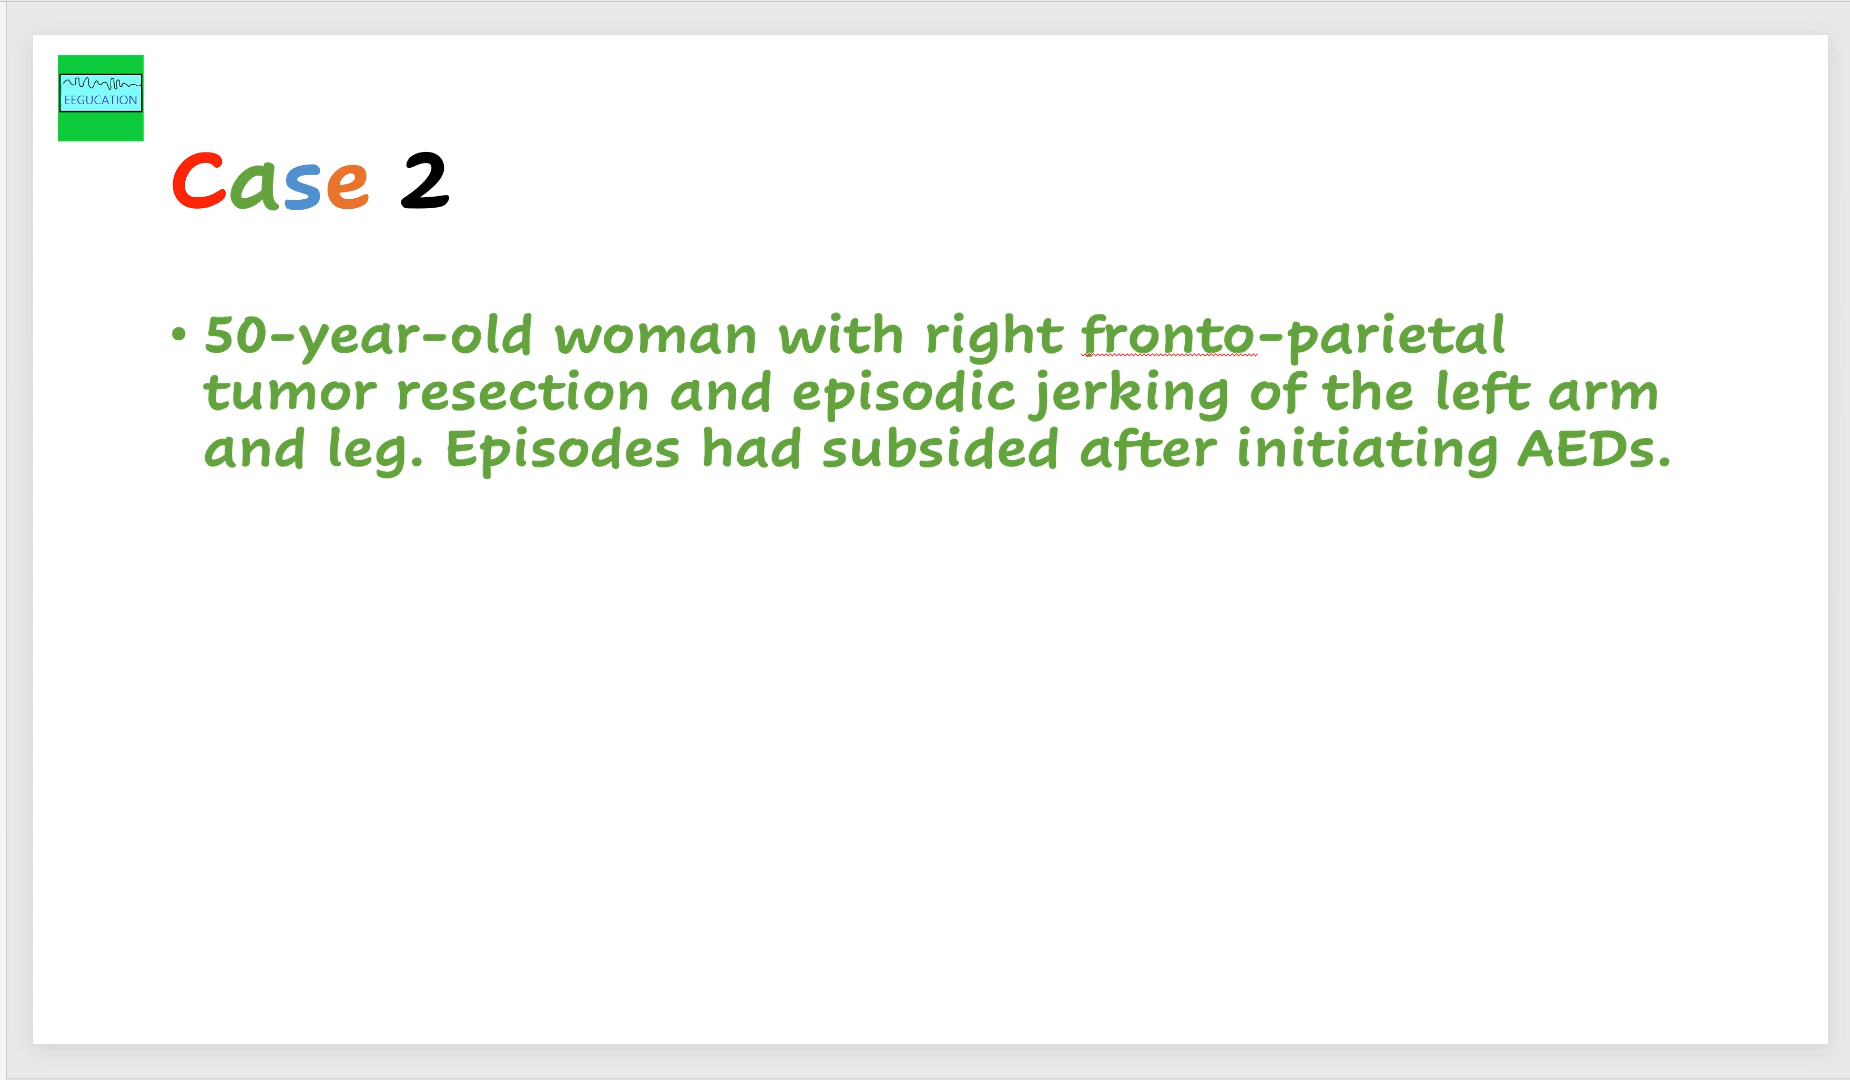 EEGUCATION
Case 2
• 50-year-old woman with right fronto-parietal
tumor resection and episodic jerking of the left arm
and leg. Episodes had subsided after initiating AEDs.